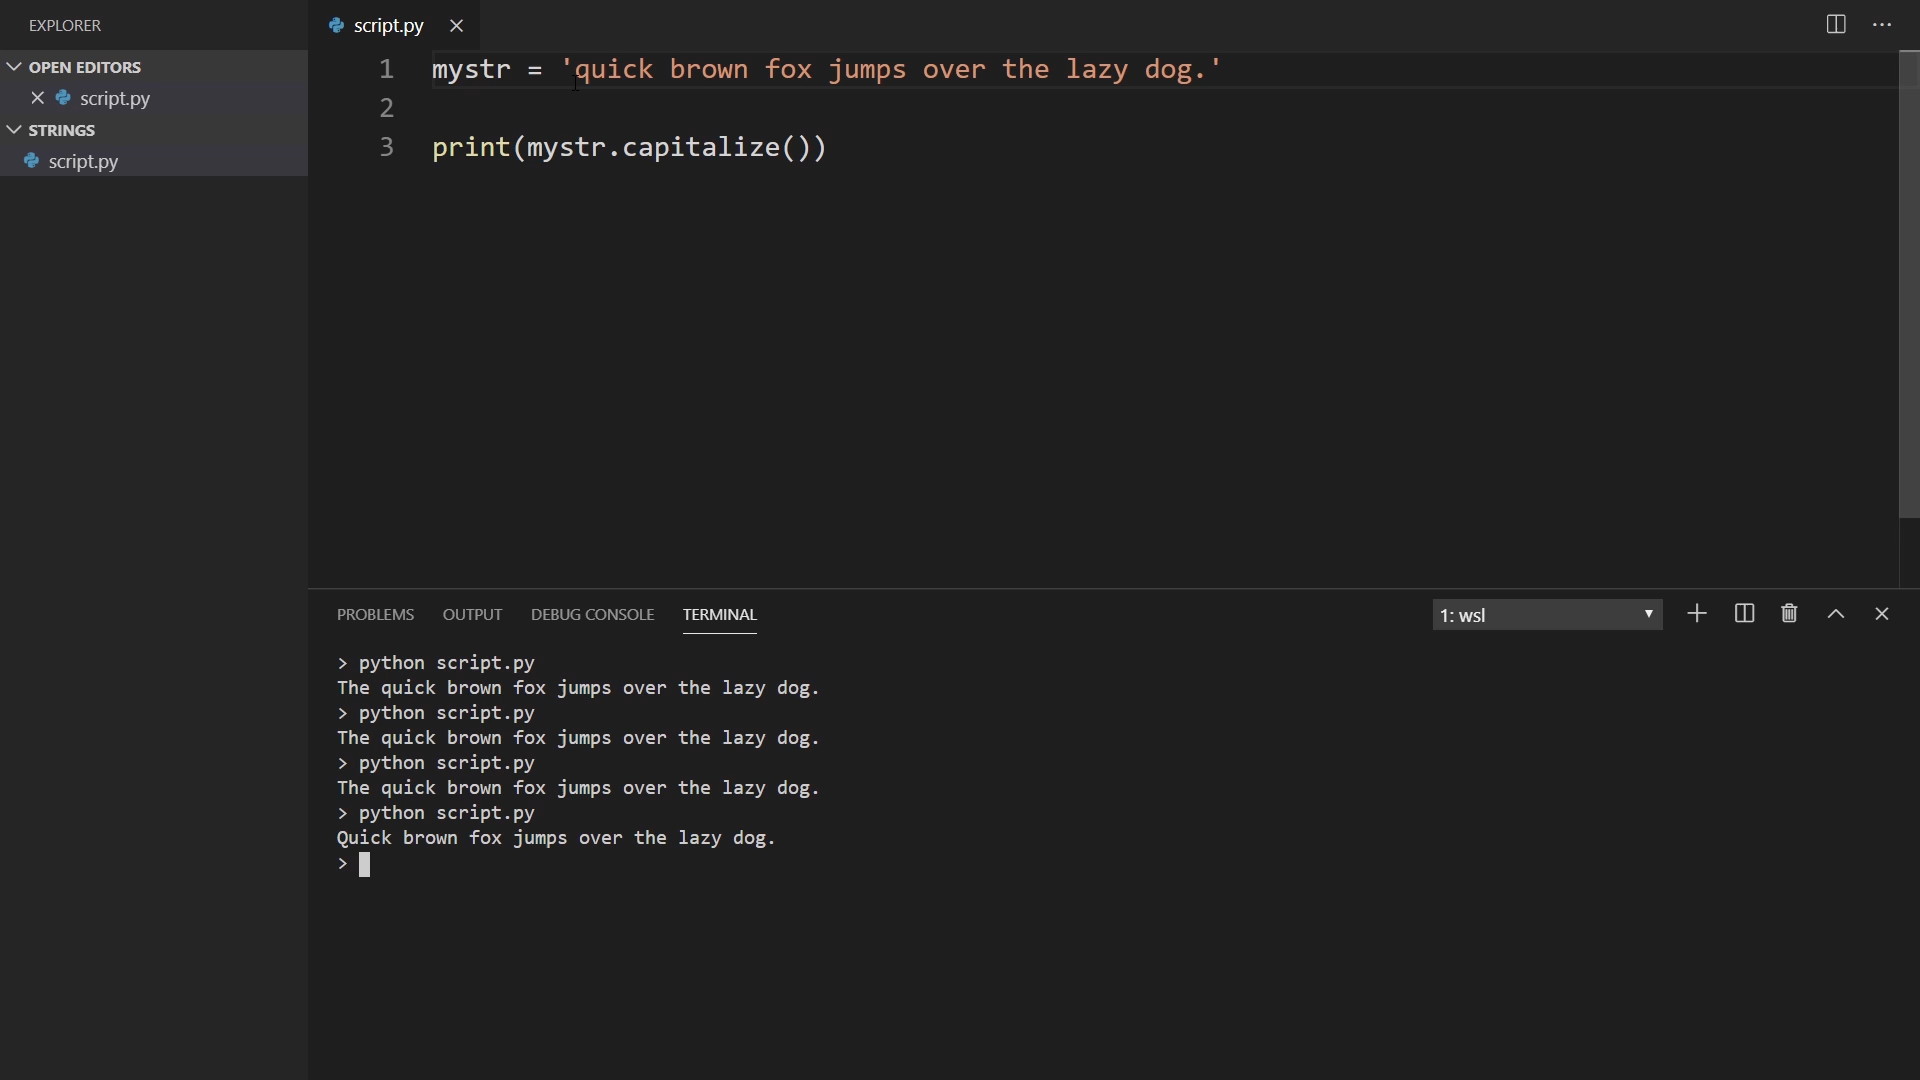 EXPLORER
OPEN EDITORS
script.py
STRINGS
script.py
script.py
1 mystr = 'quick brown fox jumps over the lazy dog.'
2
3 print(mystr.capitalize())
PROBLEMS OUTPUT DEBUG CONSOLE TERMINAL 1: wsl
> python script.py
The quick brown fox jumps over the lazy dog.
> python script.py
The quick brown fox jumps over the lazy dog.
> python script.py
The quick brown fox jumps over the lazy dog.
> python script.py
Quick brown fox jumps over the lazy dog.
>